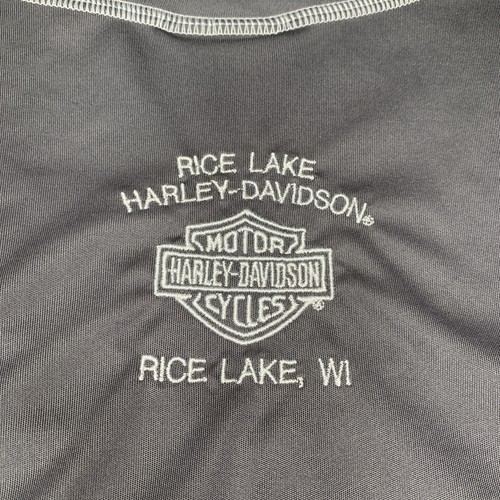 RICE LAKE
HARLEY-DAVIDSON®
MOTOR
HARLEY-DAVIDSON
CYCLES®
RICE LAKE, WI